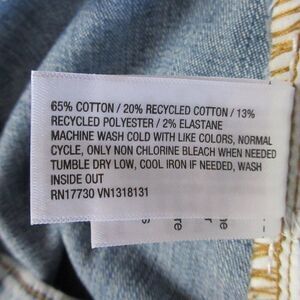 65% COTTON / 20% RECYCLED COTTON / 13%
RECYCLED POLYESTER / 2% ELASTANE
MACHINE WASH COLD WITH LIKE COLORS, NORMAL
CYCLE, ONLY NON CHLORINE BLEACH WHEN NEEDED
TUMBLE DRY LOW, COOL IRON IF NEEDED, WASH
INSIDE OUT
RN17730 VN1318131